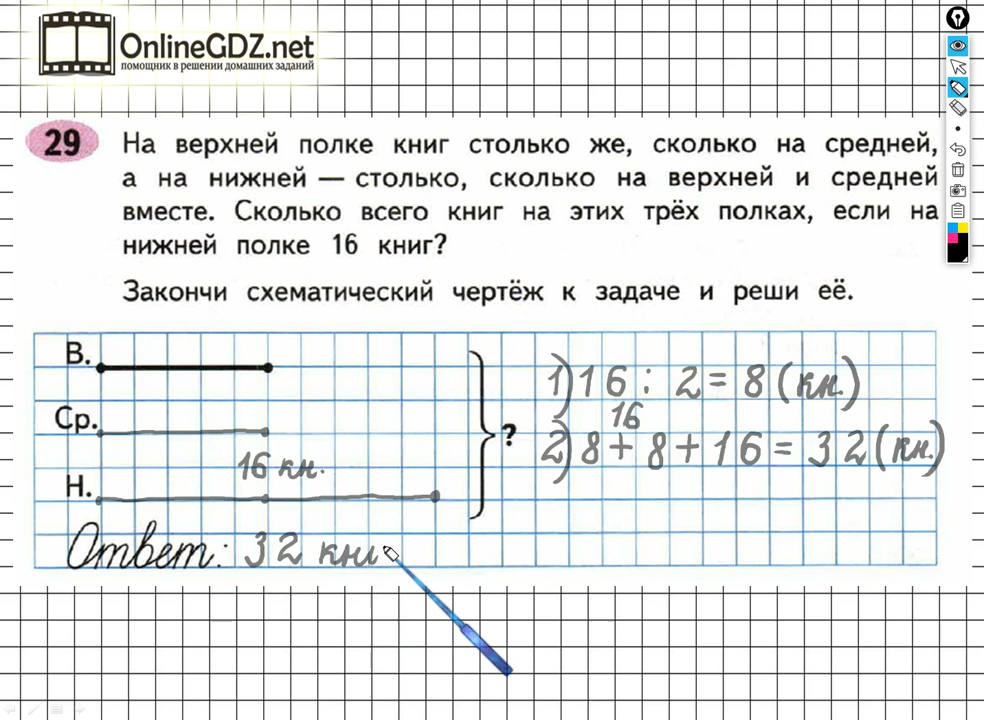 OnlineGDZ.net
помощник в решении домашних заданий
29 На верхней полке книг столько же, сколько на средней,
а на нижней — столько, сколько на верхней и средней
вместе. Сколько всего книг на этих трёх полках, если на
нижней полке 16 книг?
Закончи схематический чертёж к задаче и реши её.
В.
Ср.
16 кн.
Н.
?
1) 16 : 2 = 8 (кн.)
16
2) 8 + 8 + 16 = 32 (кн.)
Ответ: 32 кни